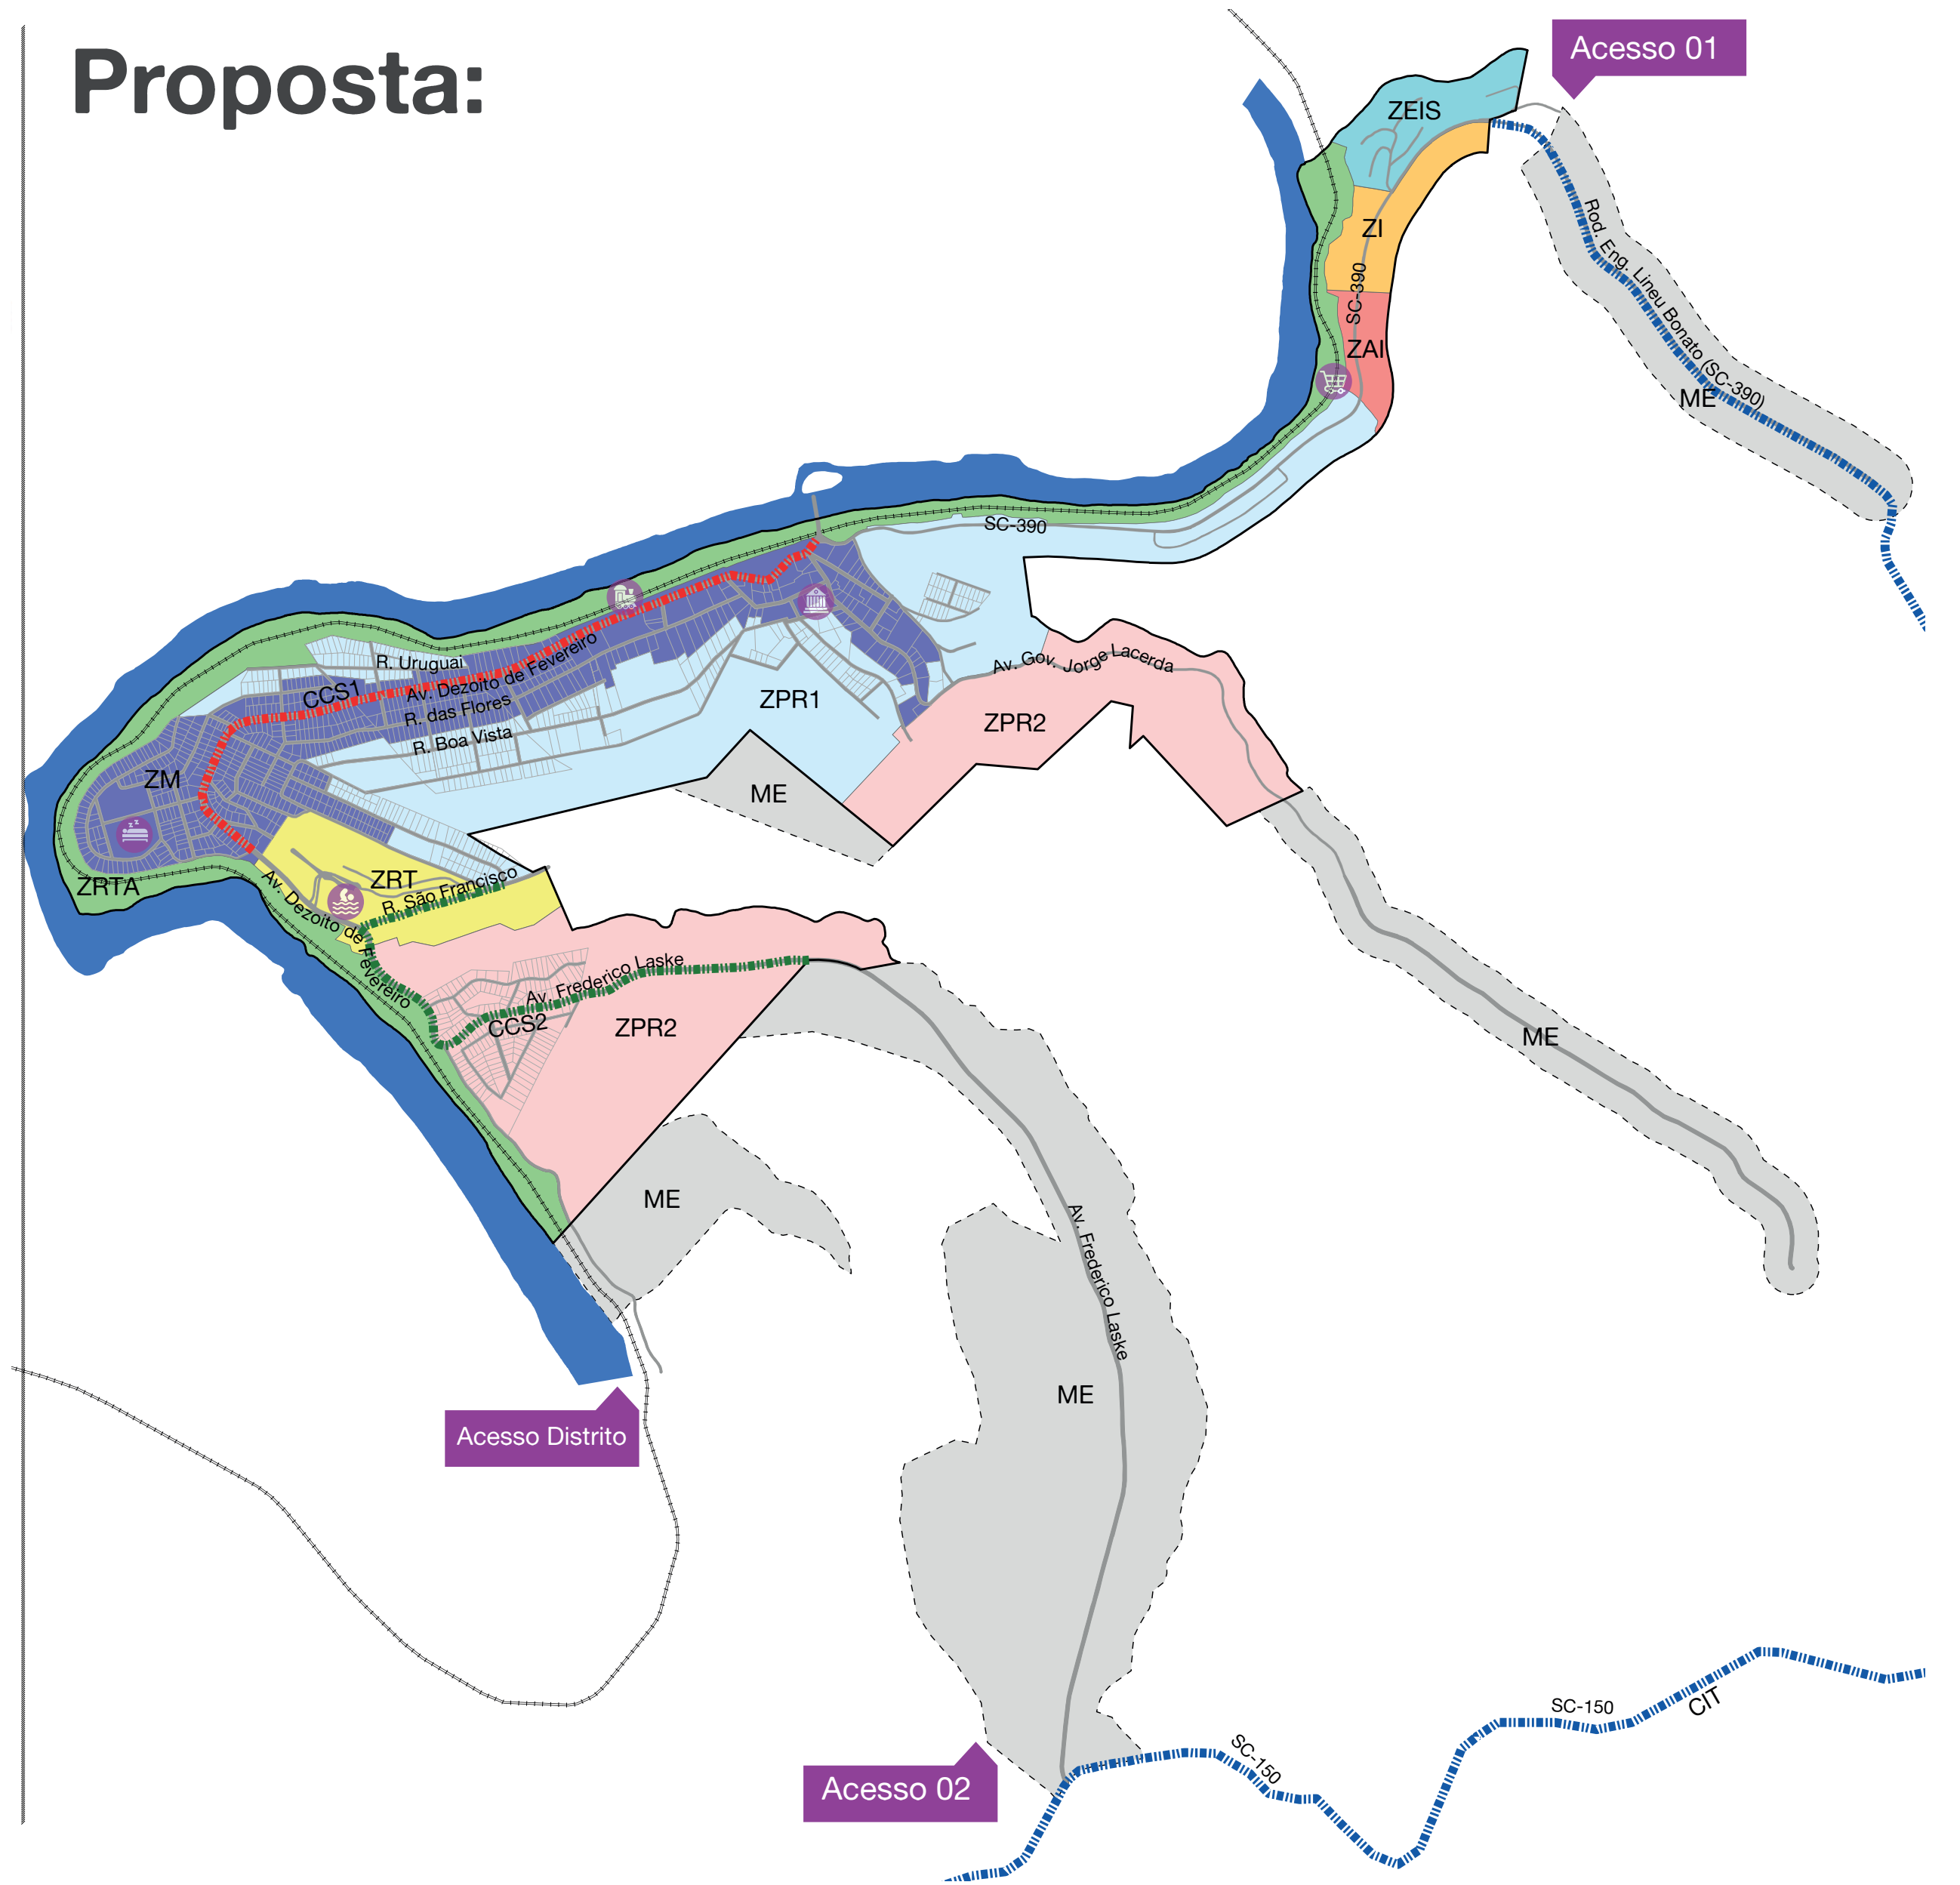 Proposta:
Acesso 01
ZEIS
ZI
SC-390
ZAI
Rod. Eng. Lineu Bonato (SC-390)
ME
SC-390
R. Uruguai
Av. Dezoito de Fevereiro
CCS1
R. das Flores
R. Boa Vista
ZPR1
Av. Gov. Jorge Lacerda
ZPR2
ZM
ME
ZRTA
ZRT
R. São Francisco
Av. Dezoito de Fevereiro
Av. Frederico Laske
CCS2
ZPR2
ME
ME
Av. Frederico Laske
ME
Acesso Distrito
Acesso 02
SC-150
SC-150
CIT